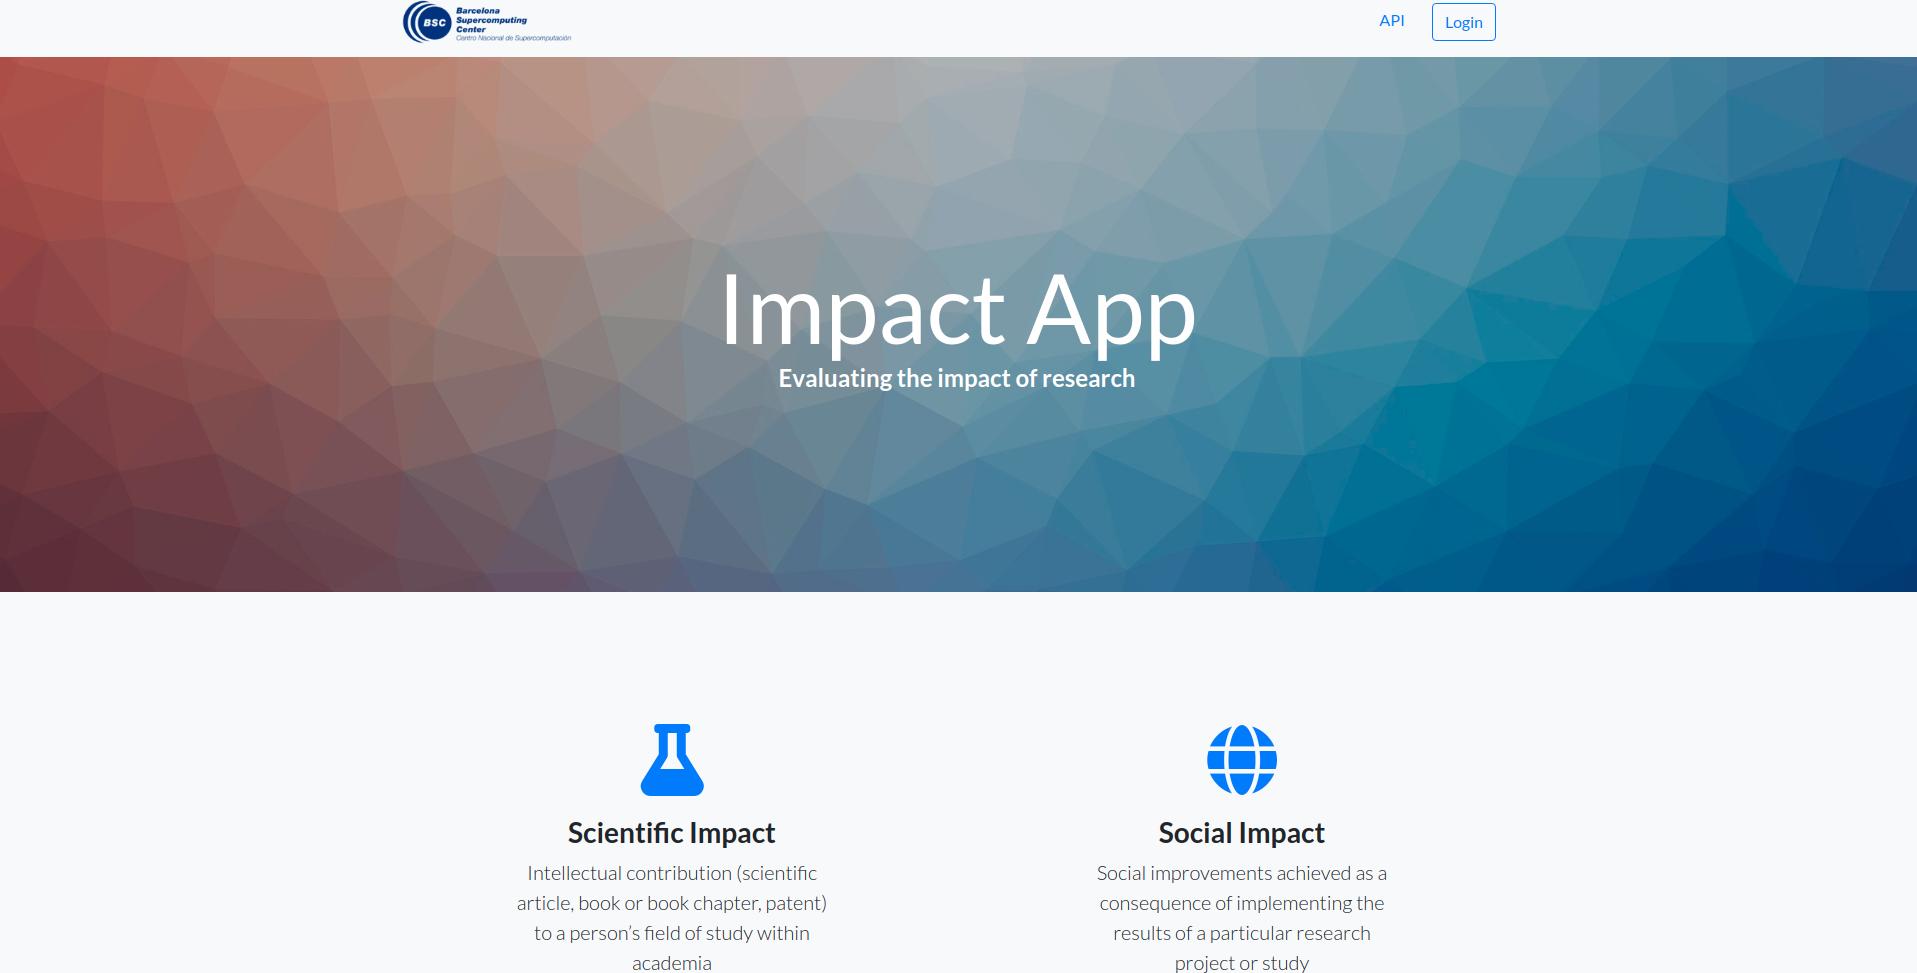 BSC
Barcelona
Supercomputing
Center
Centro Nacional de Supercomputación
API
Login
Impact App
Evaluating the impact of research
Scientific Impact
Intellectual contribution (scientific
article, book or book chapter, patent)
to a person’s field of study within
academia
Social Impact
Social improvements achieved as a
consequence of implementing the
results of a particular research
project or study